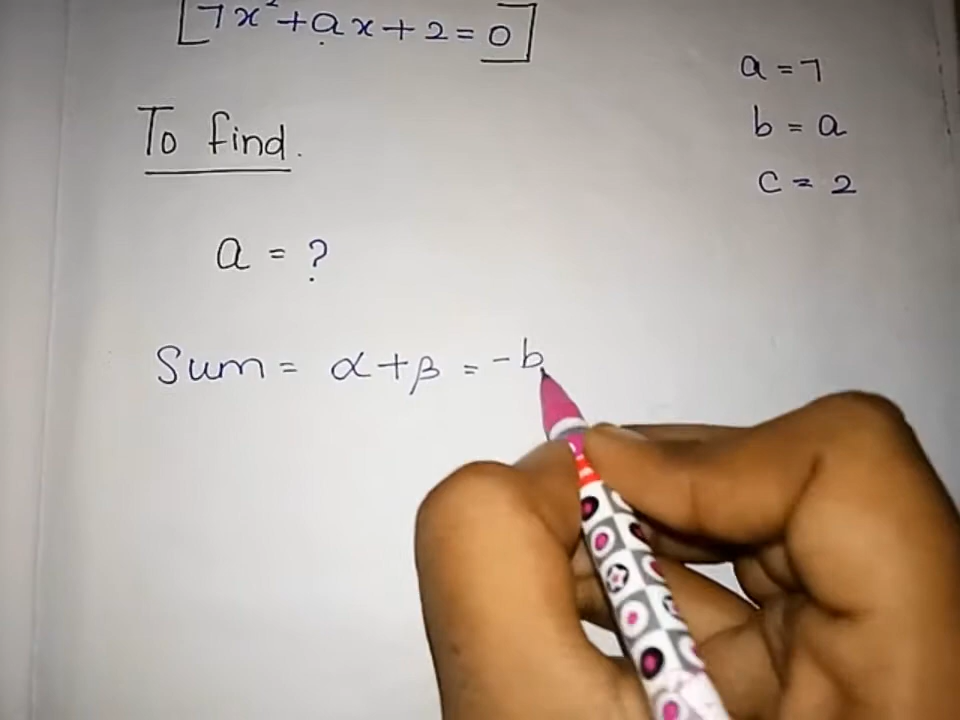 [7x²+ax+2=0]
a=7
To find.
b = a
c = 2
a = ?
Sum = α+β = -b